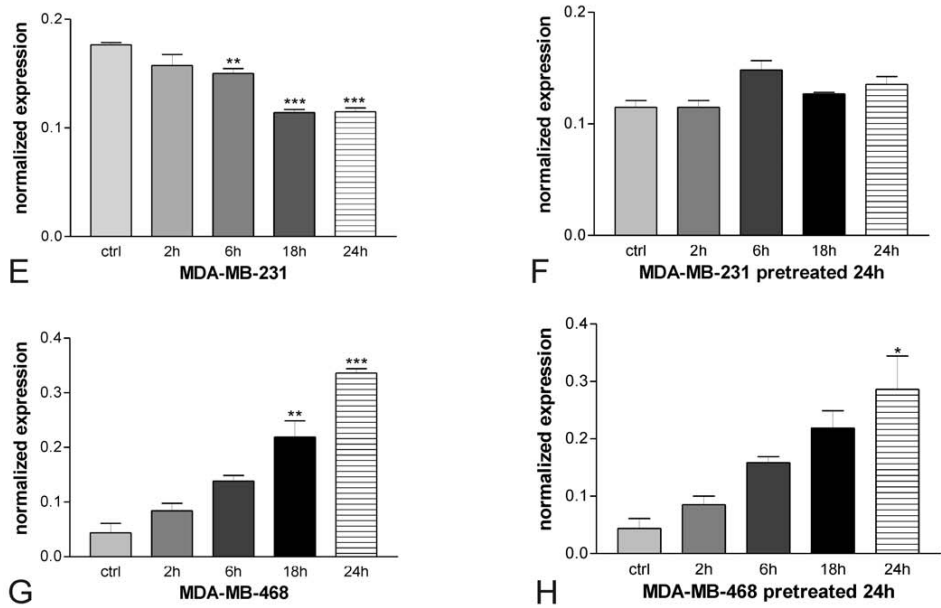 normalized expression
0.2
0.1
0.0
**
***
***
ctrl
2h
6h
18h
24h
E
MDA-MB-231
normalized expression
0.2
0.1
0.0
ctrl
2h
6h
18h
24h
F
MDA-MB-231 pretreated 24h
normalized expression
0.4
0.3
0.2
0.1
0.0
**
***
ctrl
2h
6h
18h
24h
G
MDA-MB-468
normalized expression
0.4
0.3
0.2
0.1
0.0
*
ctrl
2h
6h
18h
24h
H
MDA-MB-468 pretreated 24h